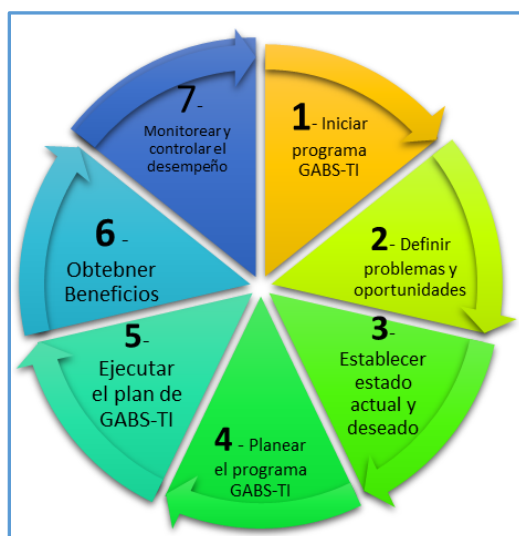 1- Iniciar
programa
GABS-TI
2- Definir
problemas y
oportunidades
3-
Establecer
estado
actual y
deseado
4- Planear
el programa
GABS-TI
5-
Ejecutar
el plan de
GABS-TI
6 -
Obtebner
Beneficios
7-
Monitorear y
controlar el
desempeño